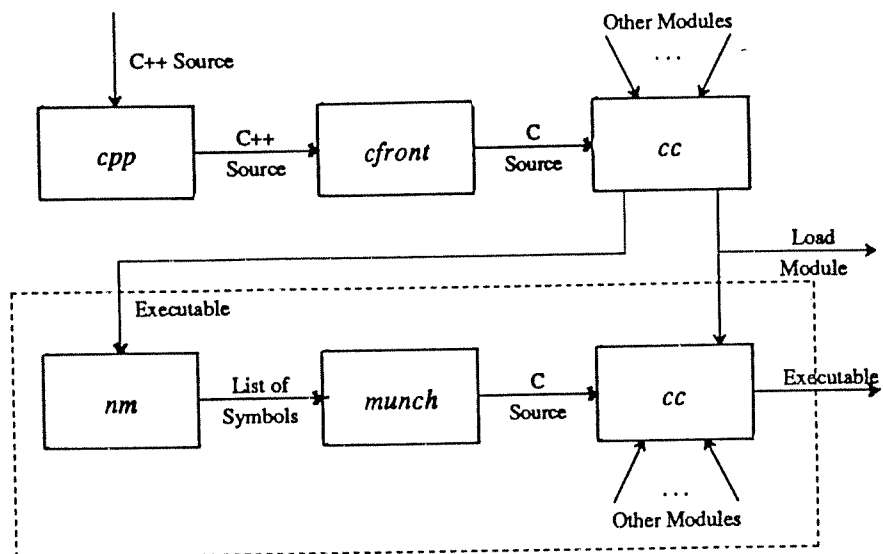 Other Modules
...
C++ Source
cpp
C++
Source
cfront
C
Source
cc
Load
Module
Executable
nm
List of
Symbols
munch
C
Source
cc
Executable
...
Other Modules